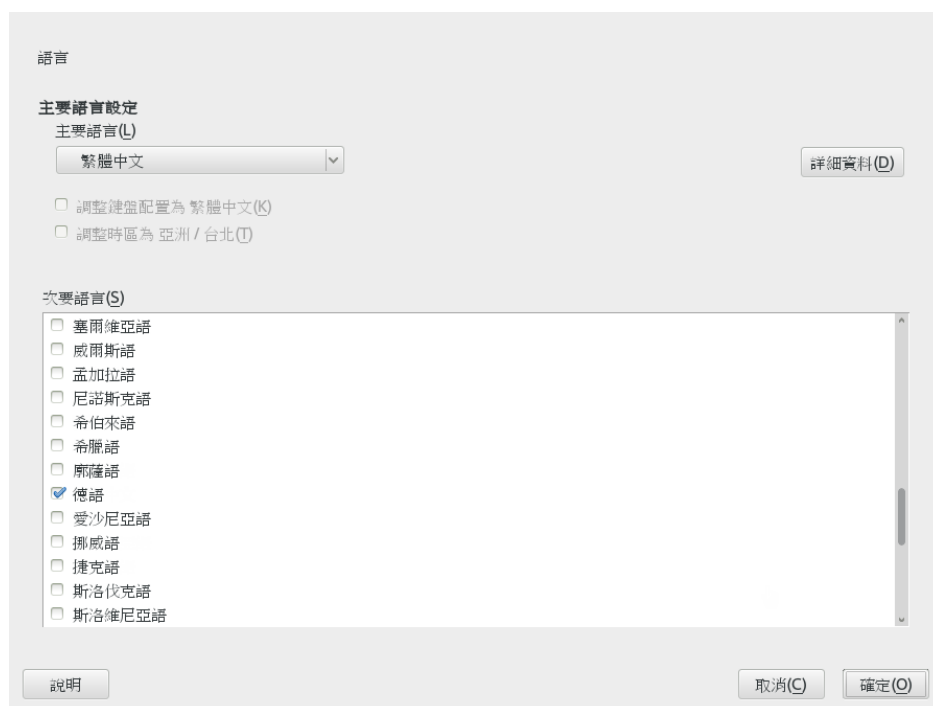 語言
主要語言設定
主要語言(L)
繁體中文
詳細資料(D)
調整鍵盤配置為 繁體中文(K)
調整時區為 亞洲 / 台北(T)
次要語言(S)
塞爾維亞語
威爾斯語
孟加拉語
尼諾斯克語
希伯來語
希臘語
廓薩語
德語
愛沙尼亞語
挪威語
捷克語
斯洛伐克語
斯洛維尼亞語
說明
取消(C)
確定(O)